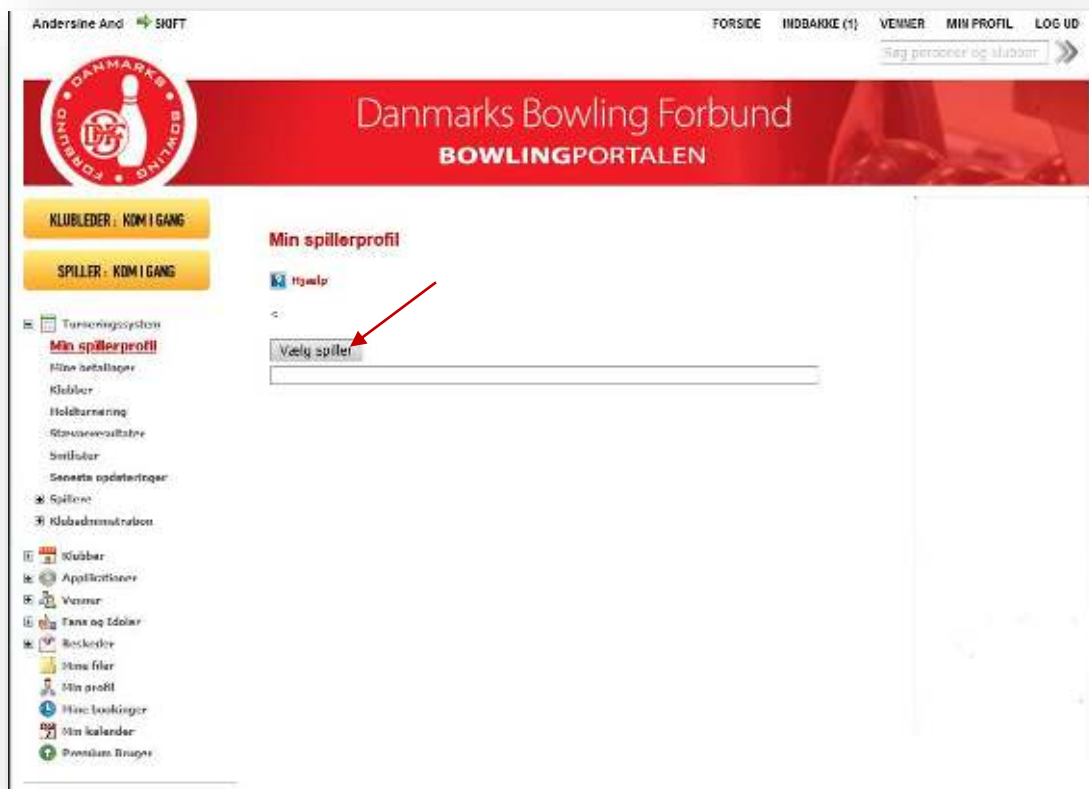 Andersine And SKIFT
FORSIDE INDBAKKE (1) VENNER MIN PROFIL LOG UD
Søg personer og klubber
DANMARKS BOWLING FORBUND
Danmarks Bowling Forbund
BOWLINGPORTALEN
KLUBLEDER : KOM I GANG
SPILLER : KOM I GANG
Min spillerprofil
Hjælp
<
Vælg spiller
Turneringssystem
Min spillerprofil
Mine betalinger
Klubber
Holdturnering
Stævneresultater
Snitlister
Seneste opdateringer
Spillere
Klubadministration
Klubber
Applikationer
Venner
Fans og Idoler
Beskeder
Mine filer
Min profil
Mine bookinger
Min kalender
Premium Bruger